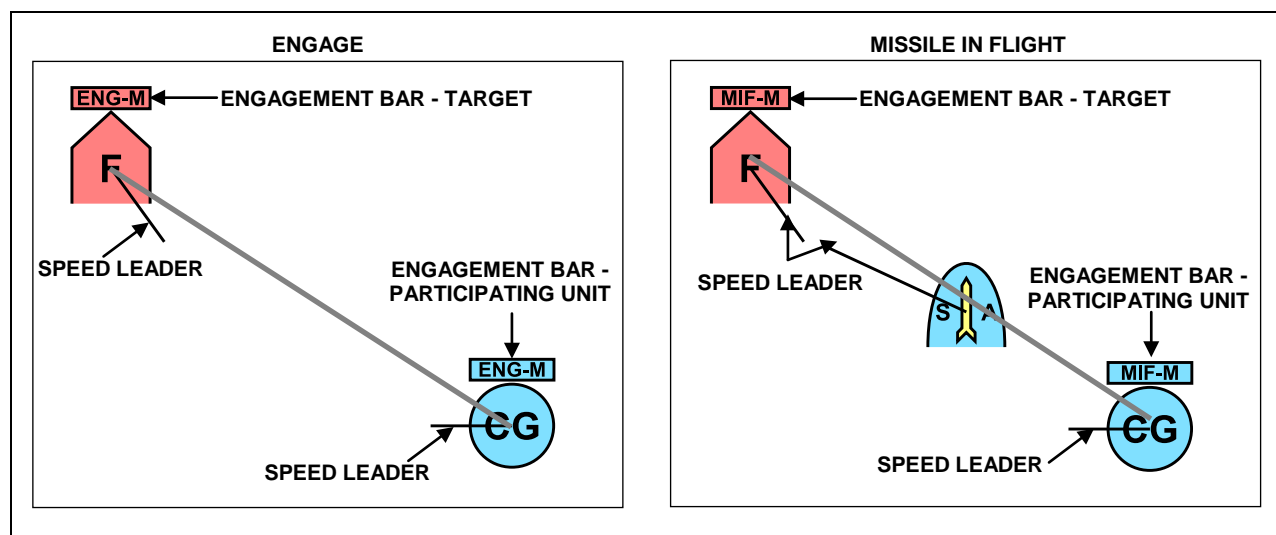 ENGAGE
ENG-M
ENGAGEMENT BAR - TARGET
F
SPEED LEADER
ENGAGEMENT BAR -
PARTICIPATING UNIT
ENG-M
CG
SPEED LEADER
MISSILE IN FLIGHT
MIF-M
ENGAGEMENT BAR - TARGET
F
SPEED LEADER
S A
ENGAGEMENT BAR -
PARTICIPATING UNIT
MIF-M
CG
SPEED LEADER